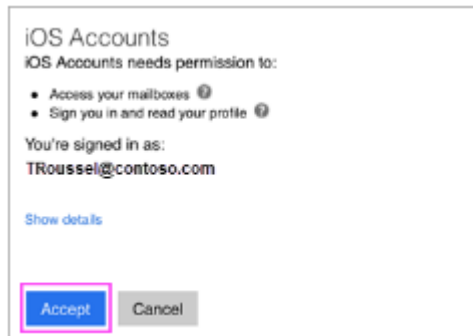 iOS Accounts
iOS Accounts needs permission to:
Access your mailboxes
Sign you in and read your profile
You're signed in as:
TRoussel@contoso.com
Show details
Accept Cancel